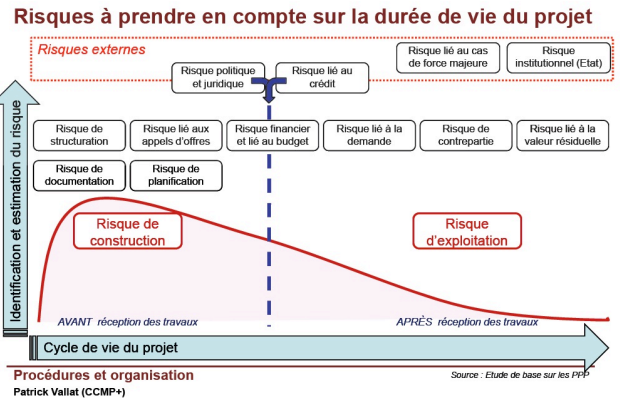 Risques à prendre en compte sur la durée de vie du projet
Risques externes
Risque politique
et juridique
Risque lié au
crédit
Risque lié au cas
de force majeure
Risque
institutionnel (Etat)
Risque de
structuration
Risque lié aux
appels d'offres
Risque financier
et lié au budget
Risque lié à la
demande
Risque de
contrepartie
Risque lié à la
valeur résiduelle
Risque de
documentation
Risque de
planification
Identification et estimation du risque
Risque de
construction
Risque
d'exploitation
AVANT réception des travaux
APRÈS réception des travaux
Cycle de vie du projet
Procédures et organisation
Source : Etude de base sur les PPP
Patrick Vallat (CCMP+)